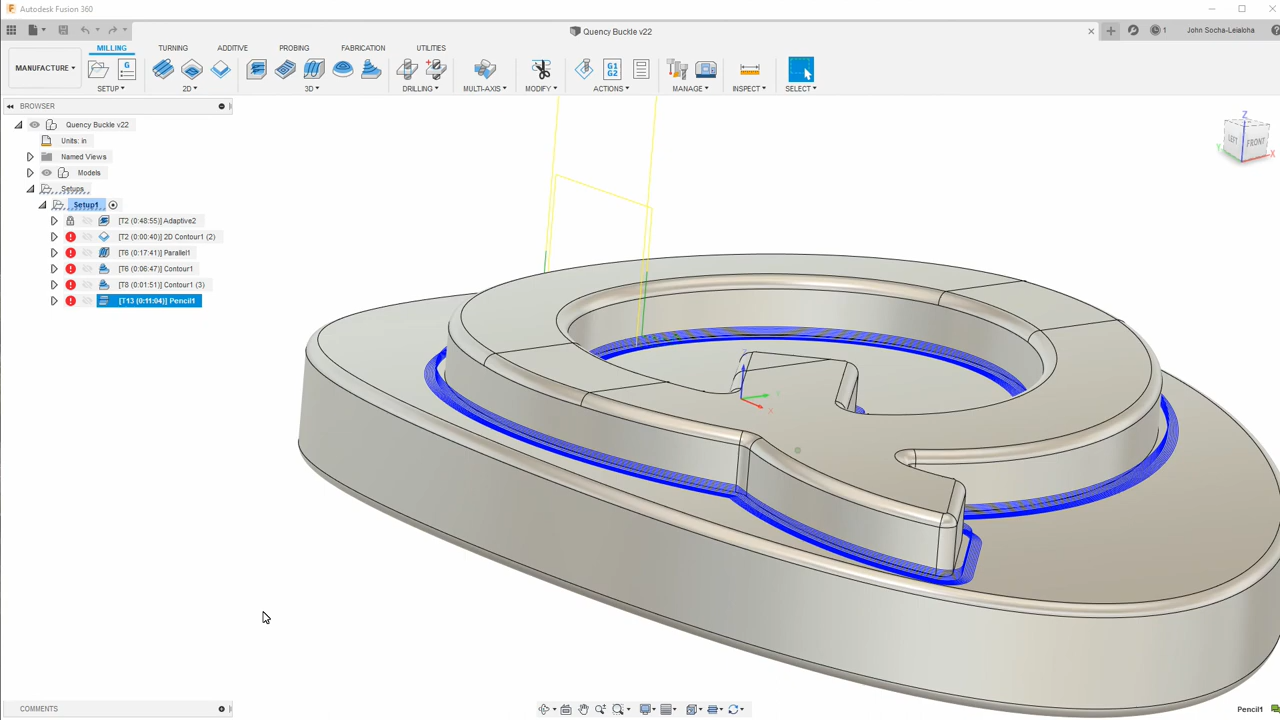 Autodesk Fusion 360
Quency Buckle v22
1
John Socha-Leialoha
MILLING TURNING ADDITIVE PROBING FABRICATION UTILITIES
MANUFACTURE
G
G1
G2
SETUP 2D 3D DRILLING MULTI-AXIS MODIFY ACTIONS MANAGE INSPECT SELECT
BROWSER
Quency Buckle v22
Units: in
Named Views
Models
Setups
Setup1
[T2 (0:48:55)] Adaptive2
[T2 (0:00:40)] 2D Contour1 (2)
[T6 (0:17:41)] Parallel1
[T6 (0:06:47)] Contour1
[T8 (0:01:51)] Contour1 (3)
[T13 (0:11:04)] Pencil1
Z
LEFT FRONT
Y X
Z
Y
X
COMMENTS
Pencil1